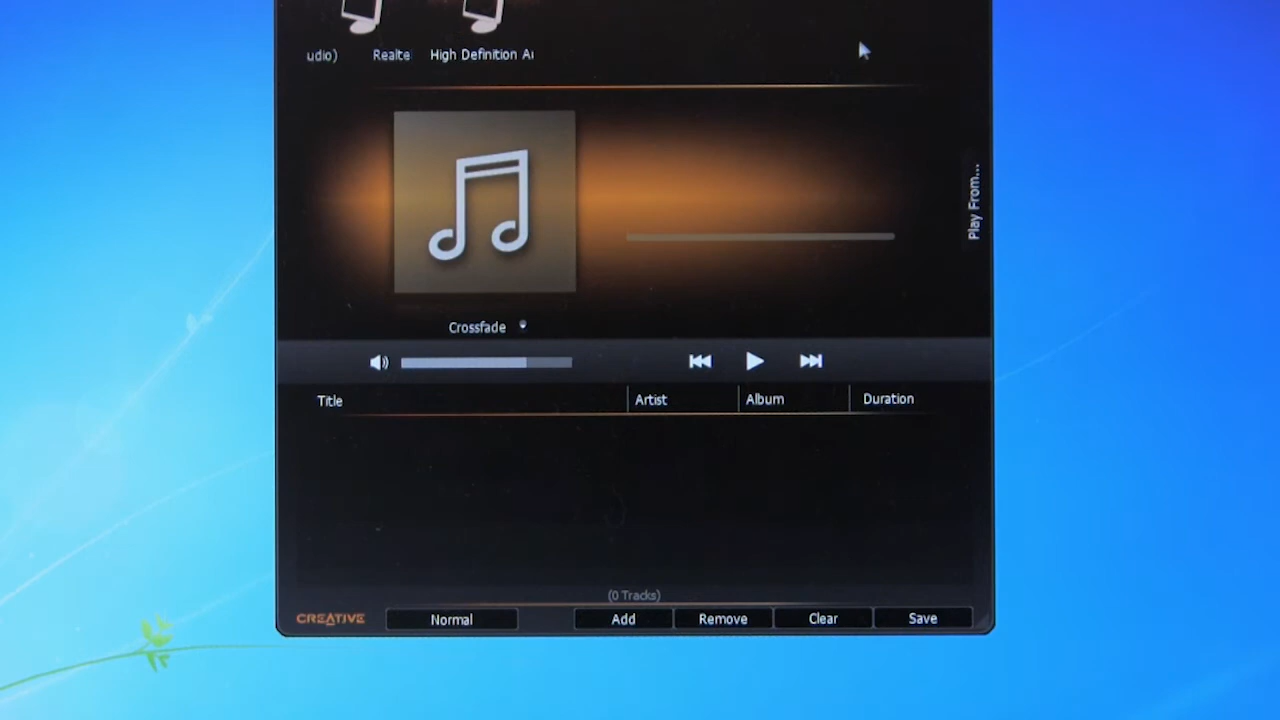 udio) Realte High Definition Au
Play From...
Crossfade
Title Artist Album Duration
(0 Tracks)
CREATIVE Normal Add Remove Clear Save